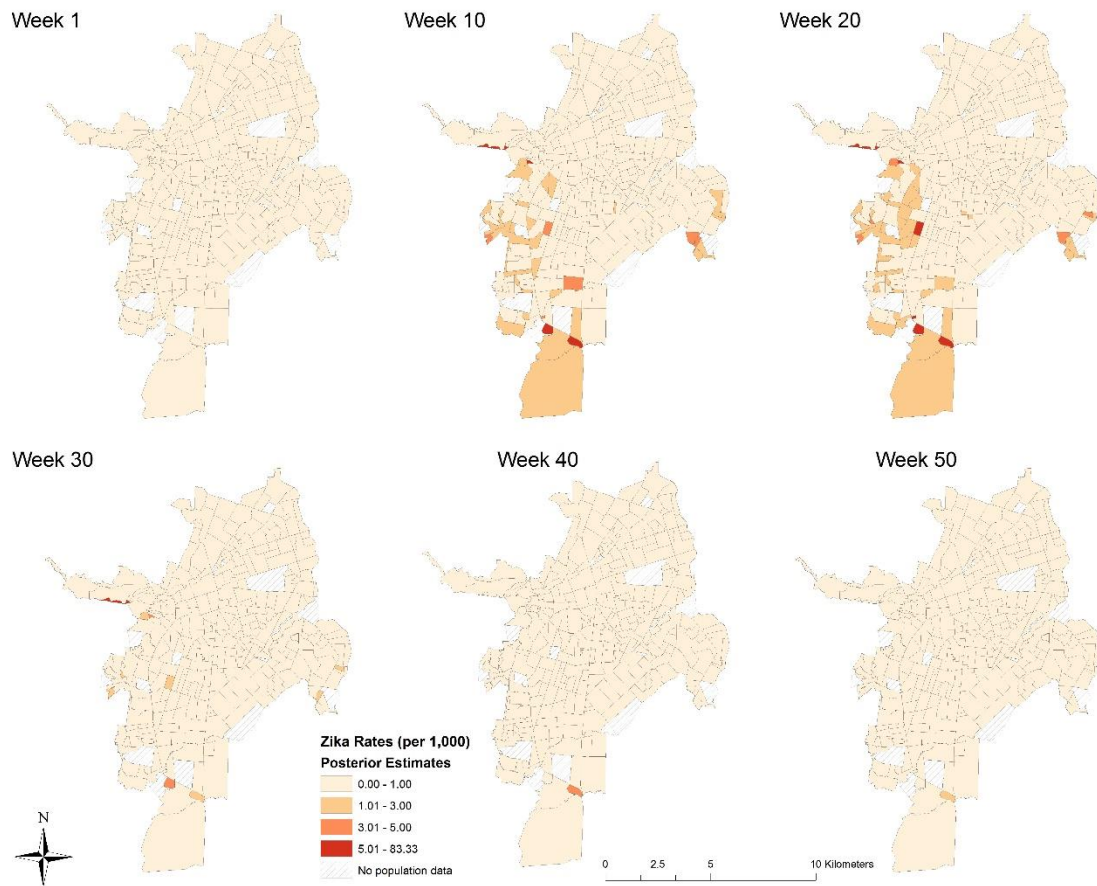 Week 1
Week 10
Week 20
Week 30
Week 40
Week 50
Zika Rates (per 1,000)
Posterior Estimates
0.00 - 1.00
1.01 - 3.00
3.01 - 5.00
5.01 - 83.33
No population data
N
0 2.5 5 10 Kilometers